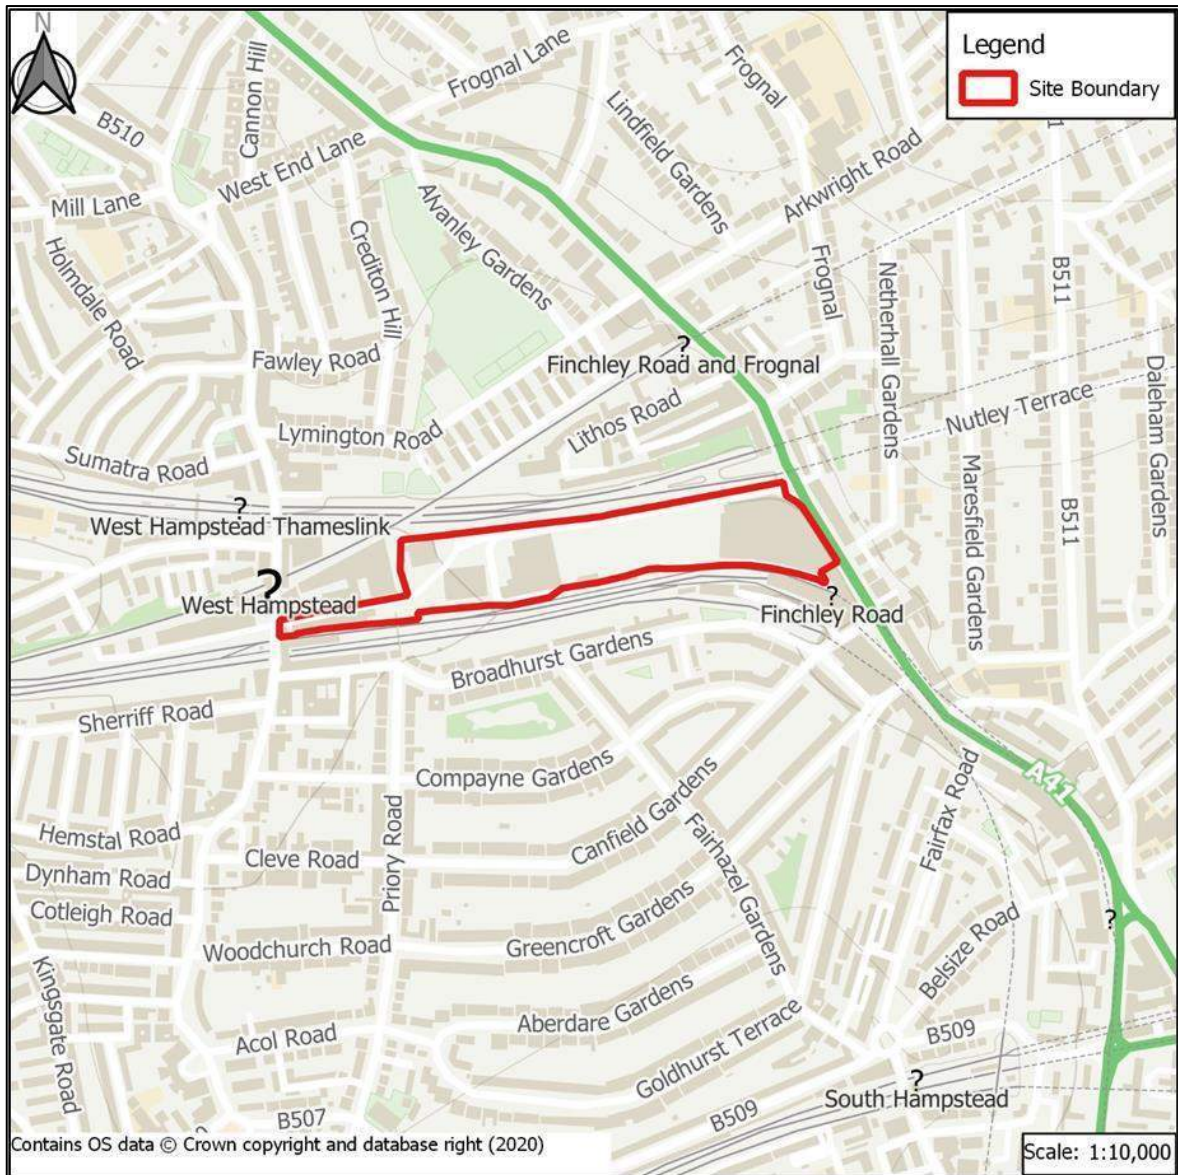 N
Legend
Site Boundary
Cannon Hill
Frognal Lane
Frognal
B510
Lindfield Gardens
West End Lane
Arkwright Road
Mill Lane
Alvanley Gardens
Crediton Hill
Holmdale Road
Frognal
Netherhall Gardens
B511
?
Finchley Road and Frognal
Fawley Road
Daleham Gardens
Lithos Road
Nutley Terrace
Lymington Road
Sumatra Road
Maresfield Gardens
B511
?
West Hampstead Thameslink
?
West Hampstead
?
Finchley Road
Broadhurst Gardens
Sherriff Road
Compayne Gardens
A41
Fairfax Road
Canfield Gardens
Fairhazel Gardens
Hemstal Road
Priory Road
Cleve Road
Dynham Road
Cotleigh Road
Greencroft Gardens
Woodchurch Road
Belsize Road
?
Kingsgate Road
Aberdare Gardens
Acol Road
Goldhurst Terrace
B509
?
South Hampstead
B507
B509
Contains OS data © Crown copyright and database right (2020)
Scale: 1:10,000